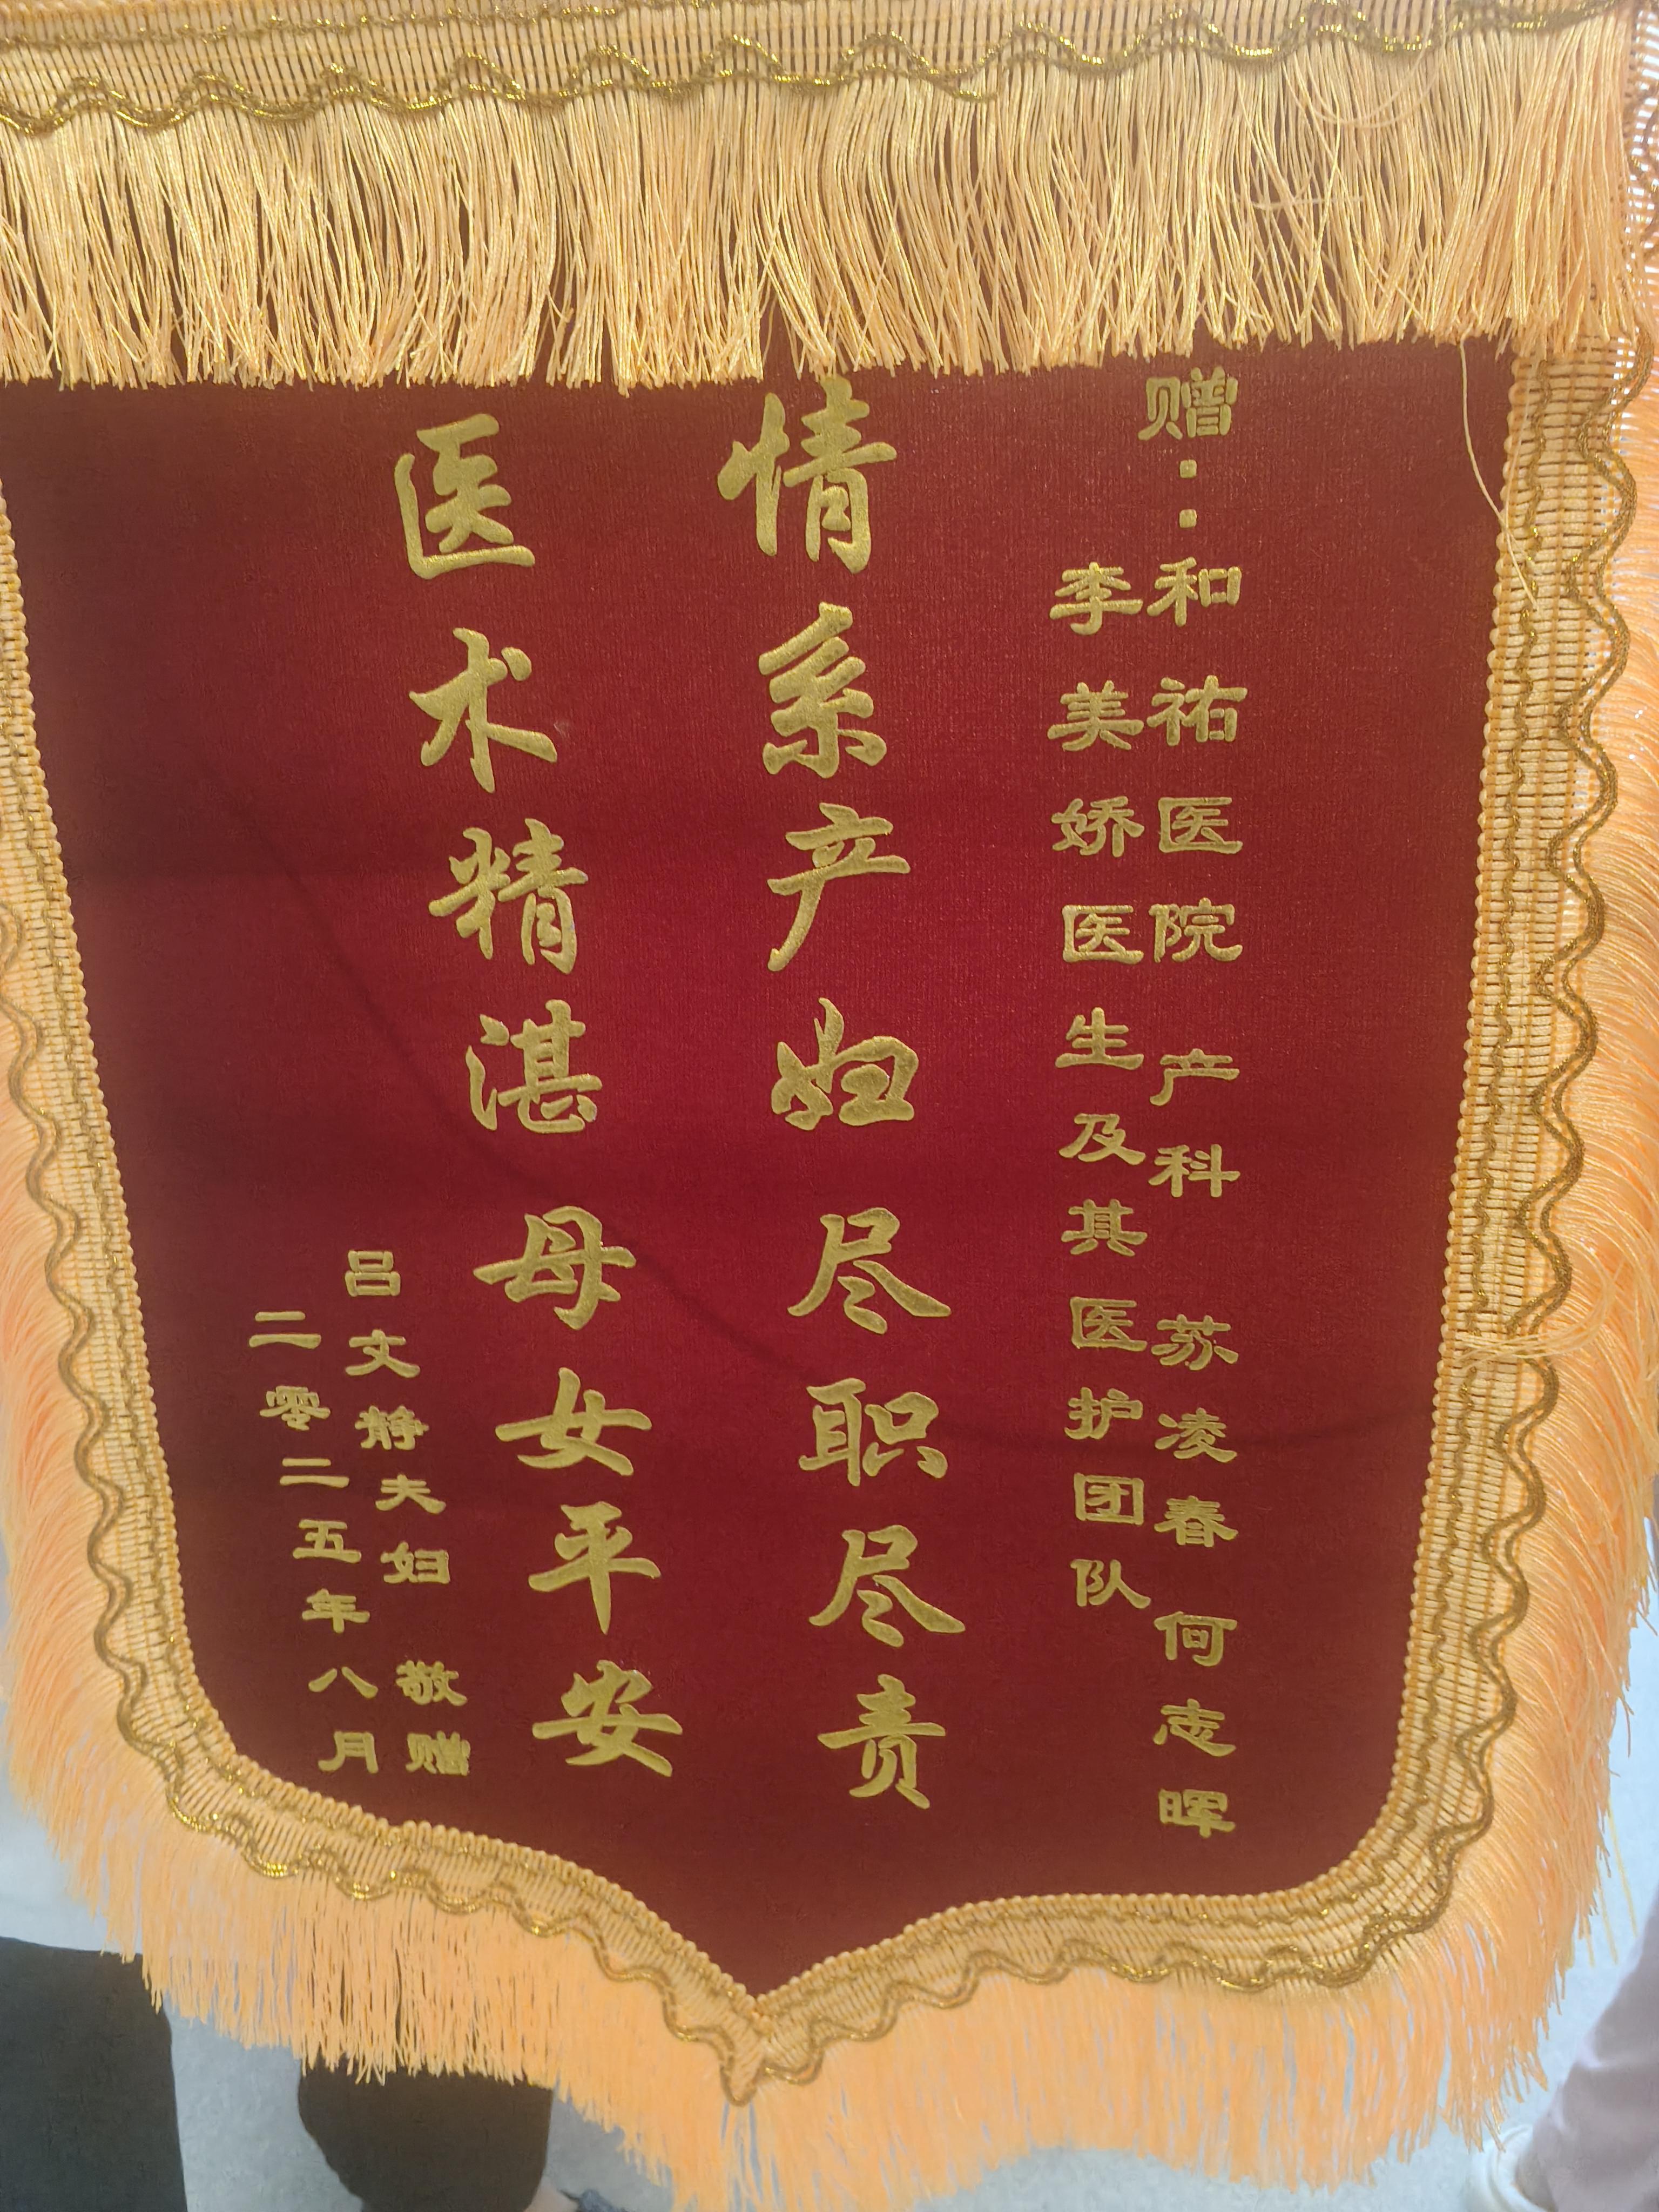 赠：和祐医院 产科 苏凌春 何志晖
李美娇医生及其医护团队
情系产妇尽职尽责
医术精湛母女平安
吕文静夫妇 敬赠
二零二五年八月